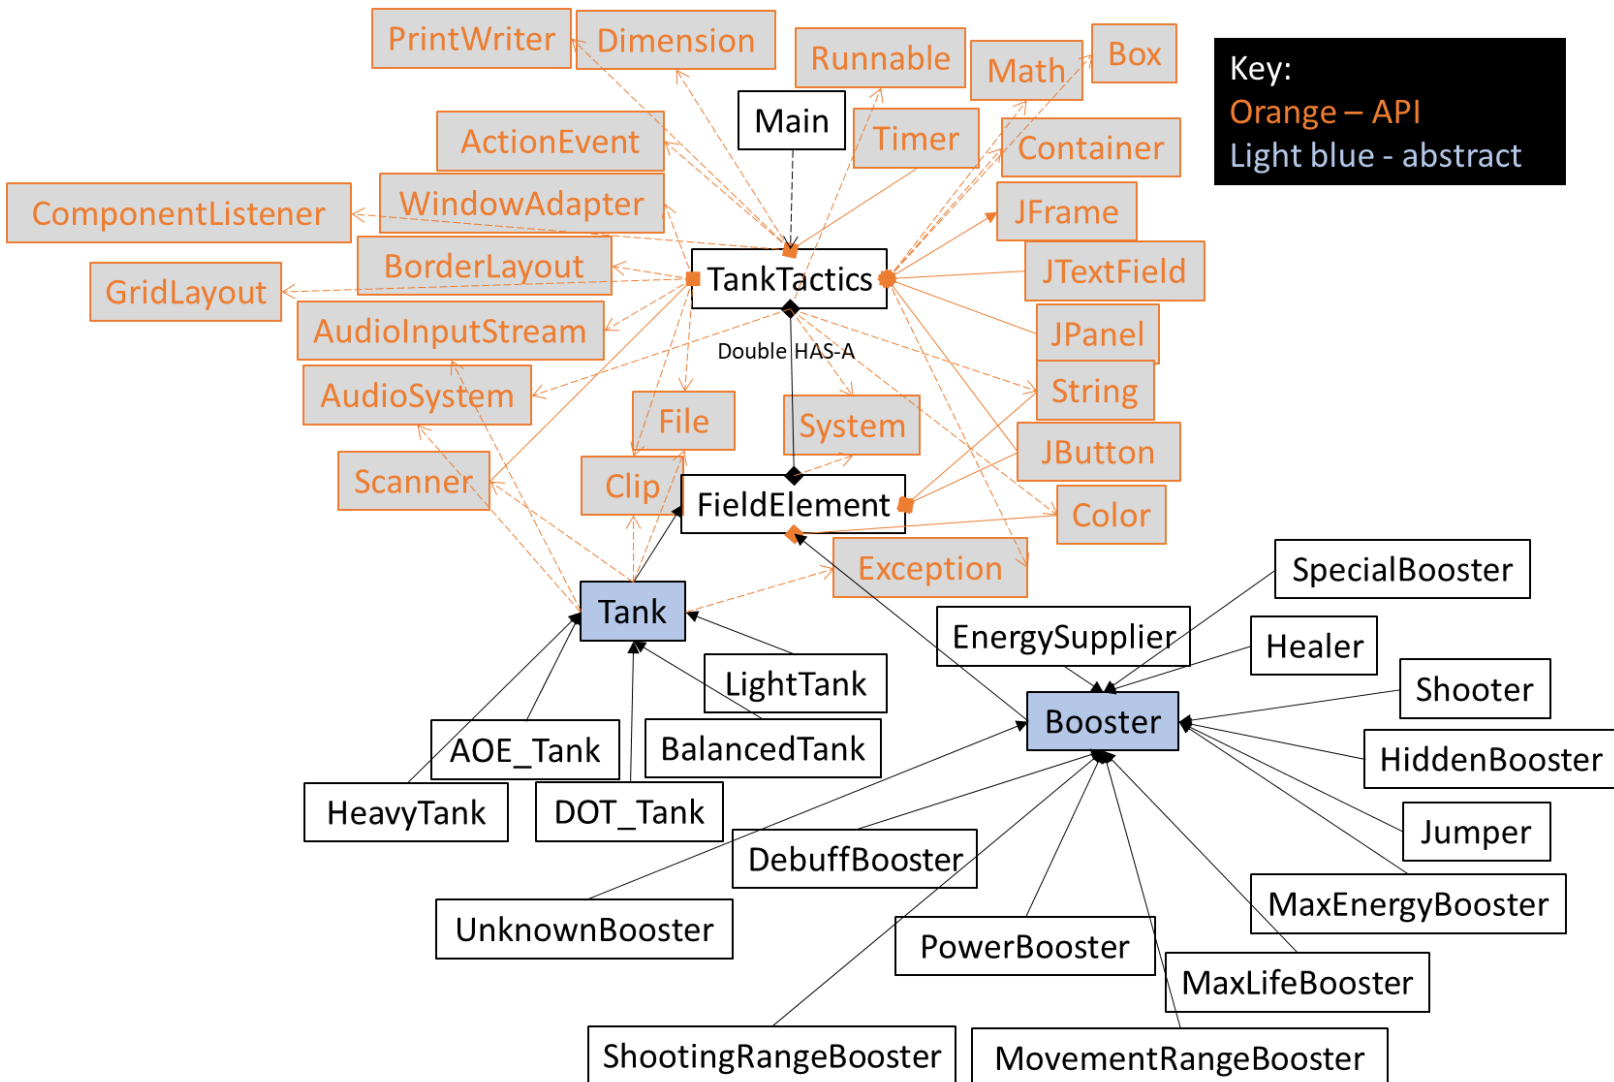 PrintWriter
Dimension
Runnable
Math
Box
Key:
Orange – API
Light blue - abstract
Main
Timer
ActionEvent
Container
WindowAdapter
ComponentListener
JFrame
BorderLayout
TankTactics
JTextField
GridLayout
AudioInputStream
JPanel
Double HAS-A
AudioSystem
String
File
System
JButton
Scanner
Clip
FieldElement
Color
Exception
SpecialBooster
Tank
EnergySupplier
Healer
LightTank
Shooter
Booster
AOE_Tank
BalancedTank
HiddenBooster
HeavyTank
DOT_Tank
Jumper
DebuffBooster
MaxEnergyBooster
UnknownBooster
PowerBooster
MaxLifeBooster
ShootingRangeBooster
MovementRangeBooster